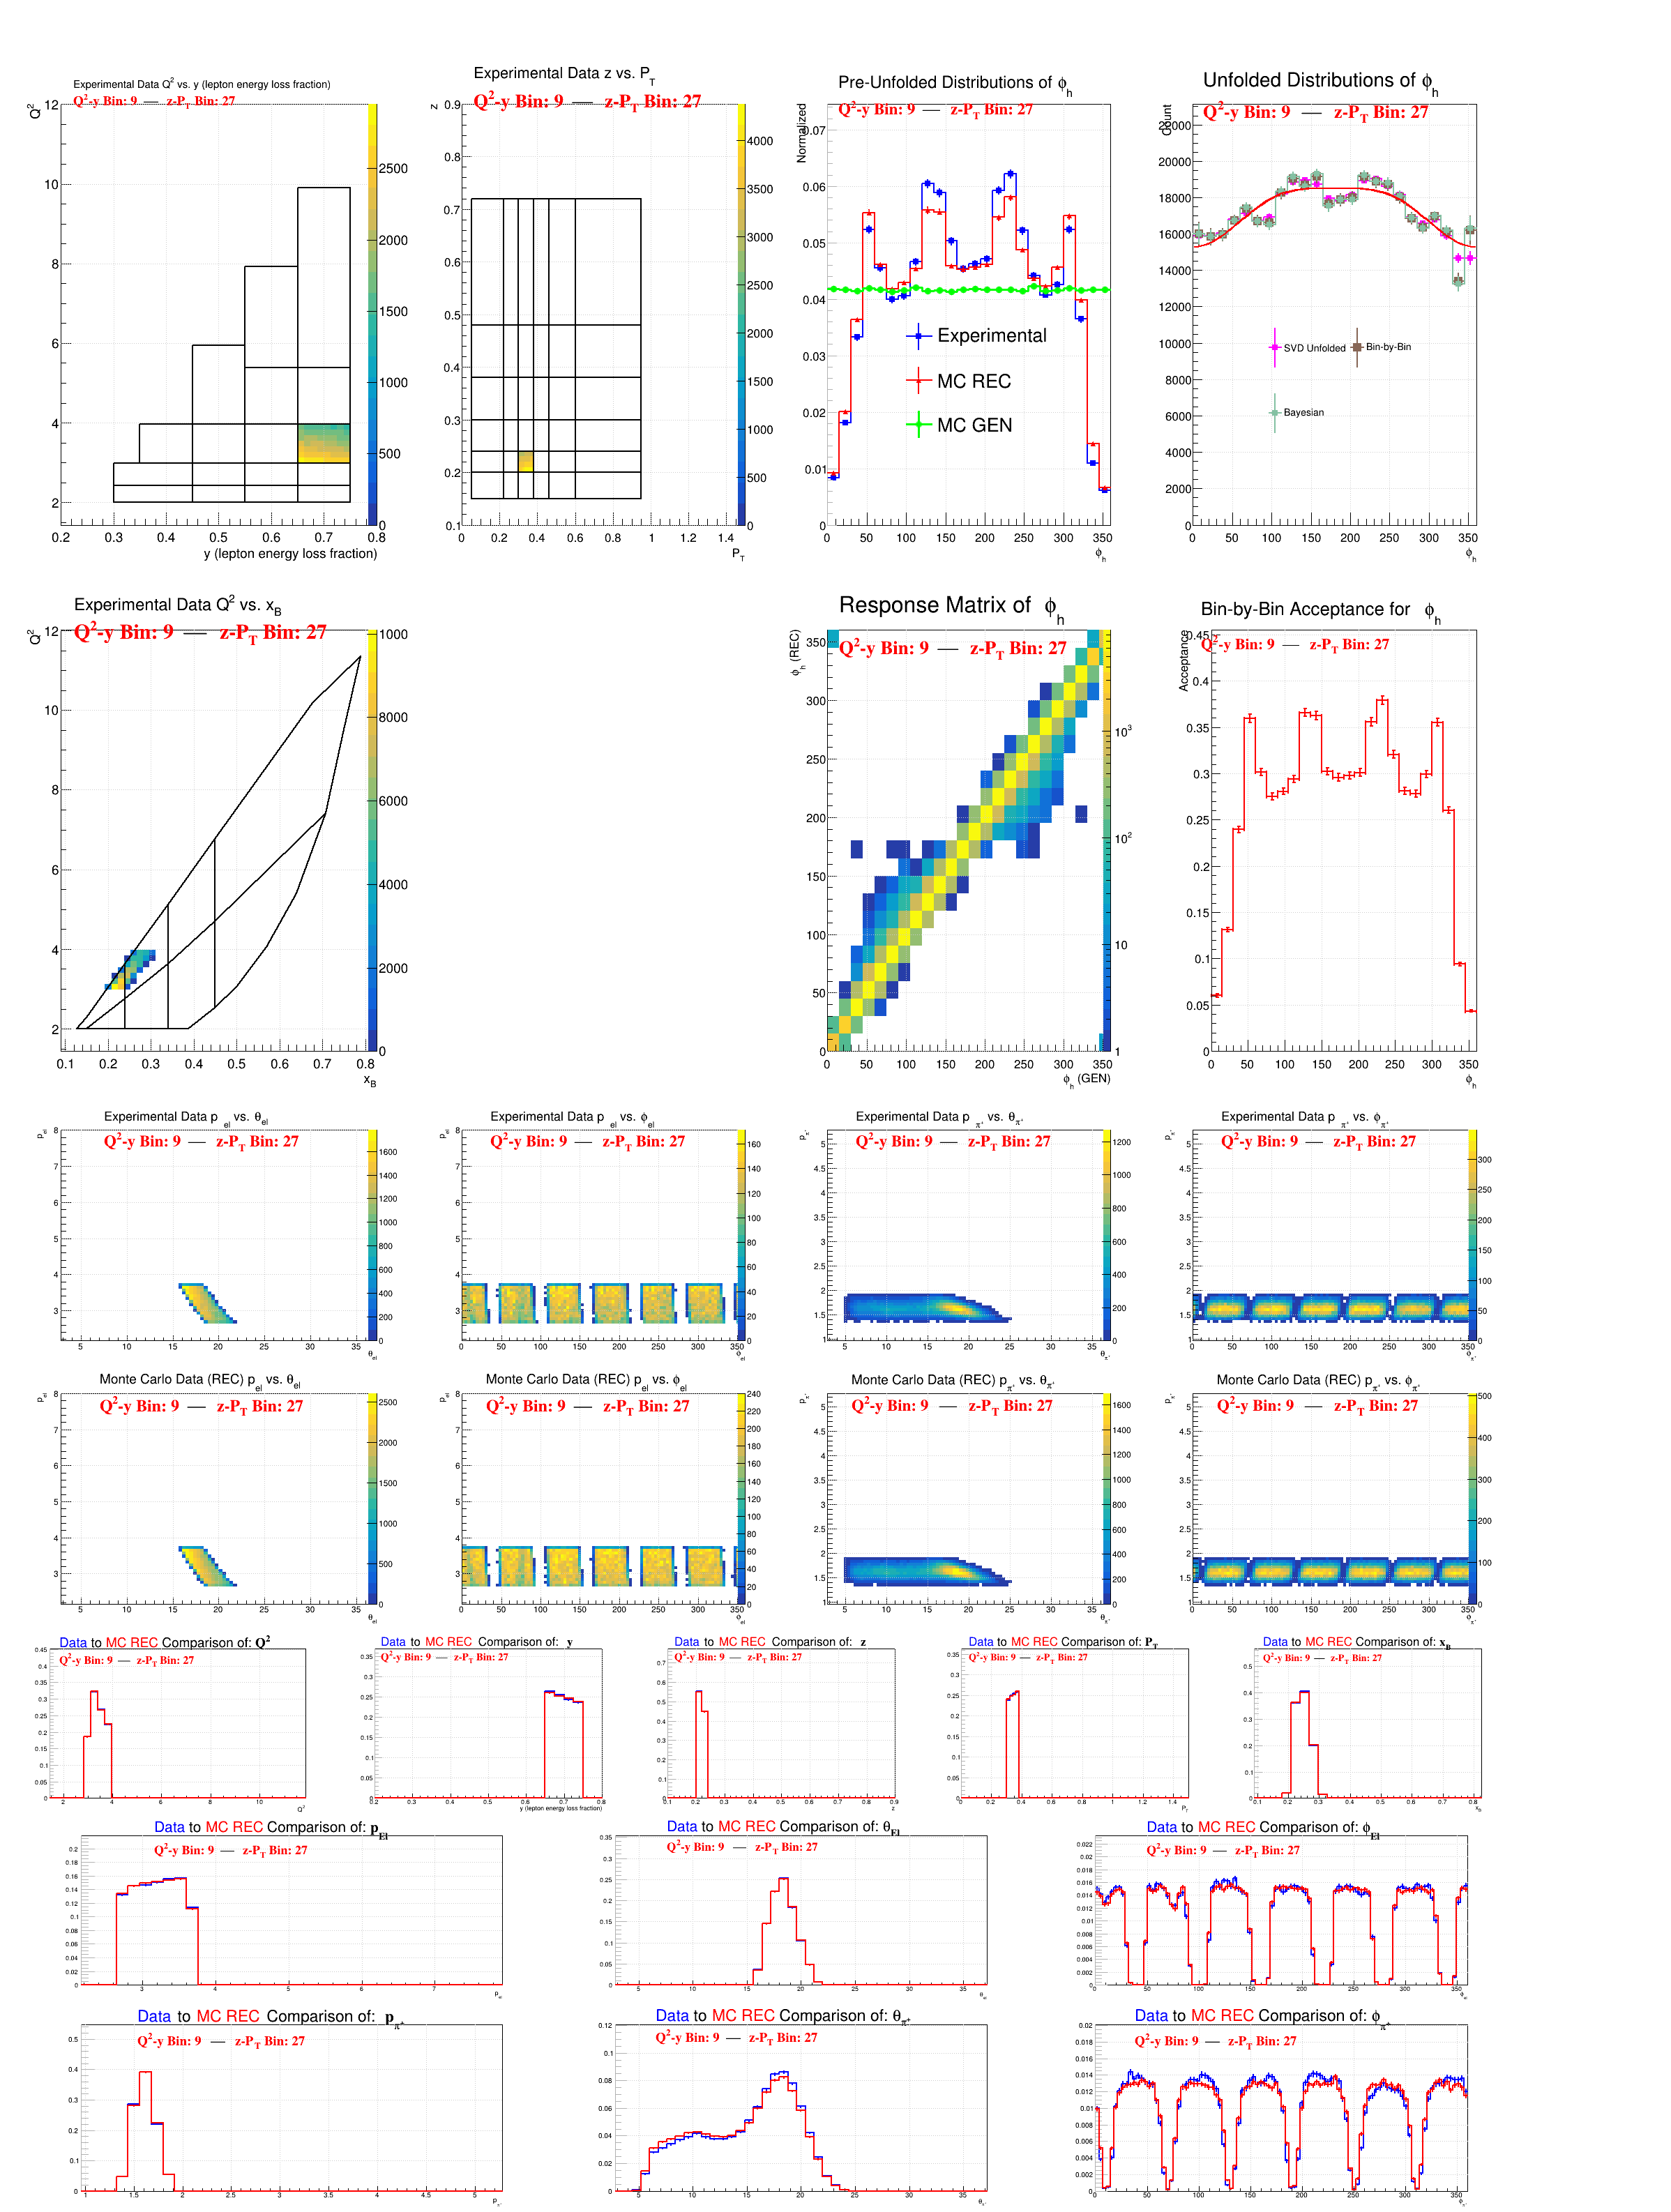 Experimental Data Q² vs. y (lepton energy loss fraction)
Q²-y Bin: 9 — z-P_T Bin: 27
Q²
y (lepton energy loss fraction)
Experimental Data z vs. P_T
Q²-y Bin: 9 — z-P_T Bin: 27
z
P_T
Pre-Unfolded Distributions of ϕ_h
Q²-y Bin: 9 — z-P_T Bin: 27
Normalized
Experimental
MC REC
MC GEN
ϕ_h
Unfolded Distributions of ϕ_h
Q²-y Bin: 9 — z-P_T Bin: 27
Count
SVD Unfolded
Bin-by-Bin
Bayesian
ϕ_h
Experimental Data Q² vs. x_B
Q²-y Bin: 9 — z-P_T Bin: 27
Q²
x_B
Response Matrix of ϕ_h
Q²-y Bin: 9 — z-P_T Bin: 27
ϕ_h (REC)
ϕ_h (GEN)
Bin-by-Bin Acceptance for ϕ_h
Q²-y Bin: 9 — z-P_T Bin: 27
Acceptance
ϕ_h
Experimental Data p_el vs. θ_el
Q²-y Bin: 9 — z-P_T Bin: 27
Experimental Data p_el vs. ϕ_el
Q²-y Bin: 9 — z-P_T Bin: 27
Experimental Data p_π⁺ vs. θ_π⁺
Q²-y Bin: 9 — z-P_T Bin: 27
Experimental Data p_π⁺ vs. ϕ_π⁺
Q²-y Bin: 9 — z-P_T Bin: 27
Monte Carlo Data (REC) p_el vs. θ_el
Q²-y Bin: 9 — z-P_T Bin: 27
Monte Carlo Data (REC) p_el vs. ϕ_el
Q²-y Bin: 9 — z-P_T Bin: 27
Monte Carlo Data (REC) p_π⁺ vs. θ_π⁺
Q²-y Bin: 9 — z-P_T Bin: 27
Monte Carlo Data (REC) p_π⁺ vs. ϕ_π⁺
Q²-y Bin: 9 — z-P_T Bin: 27
Data to MC REC Comparison of: Q²
Q²-y Bin: 9 — z-P_T Bin: 27
Q²
Data to MC REC Comparison of: y
Q²-y Bin: 9 — z-P_T Bin: 27
y (lepton energy loss fraction)
Data to MC REC Comparison of: z
Q²-y Bin: 9 — z-P_T Bin: 27
z
Data to MC REC Comparison of: P_T
Q²-y Bin: 9 — z-P_T Bin: 27
P_T
Data to MC REC Comparison of: x_B
Q²-y Bin: 9 — z-P_T Bin: 27
x_B
Data to MC REC Comparison of: p_El
Q²-y Bin: 9 — z-P_T Bin: 27
Data to MC REC Comparison of: θ_El
Q²-y Bin: 9 — z-P_T Bin: 27
Data to MC REC Comparison of: ϕ_El
Q²-y Bin: 9 — z-P_T Bin: 27
Data to MC REC Comparison of: p_π⁺
Q²-y Bin: 9 — z-P_T Bin: 27
Data to MC REC Comparison of: θ_π⁺
Q²-y Bin: 9 — z-P_T Bin: 27
Data to MC REC Comparison of: ϕ_π⁺
Q²-y Bin: 9 — z-P_T Bin: 27